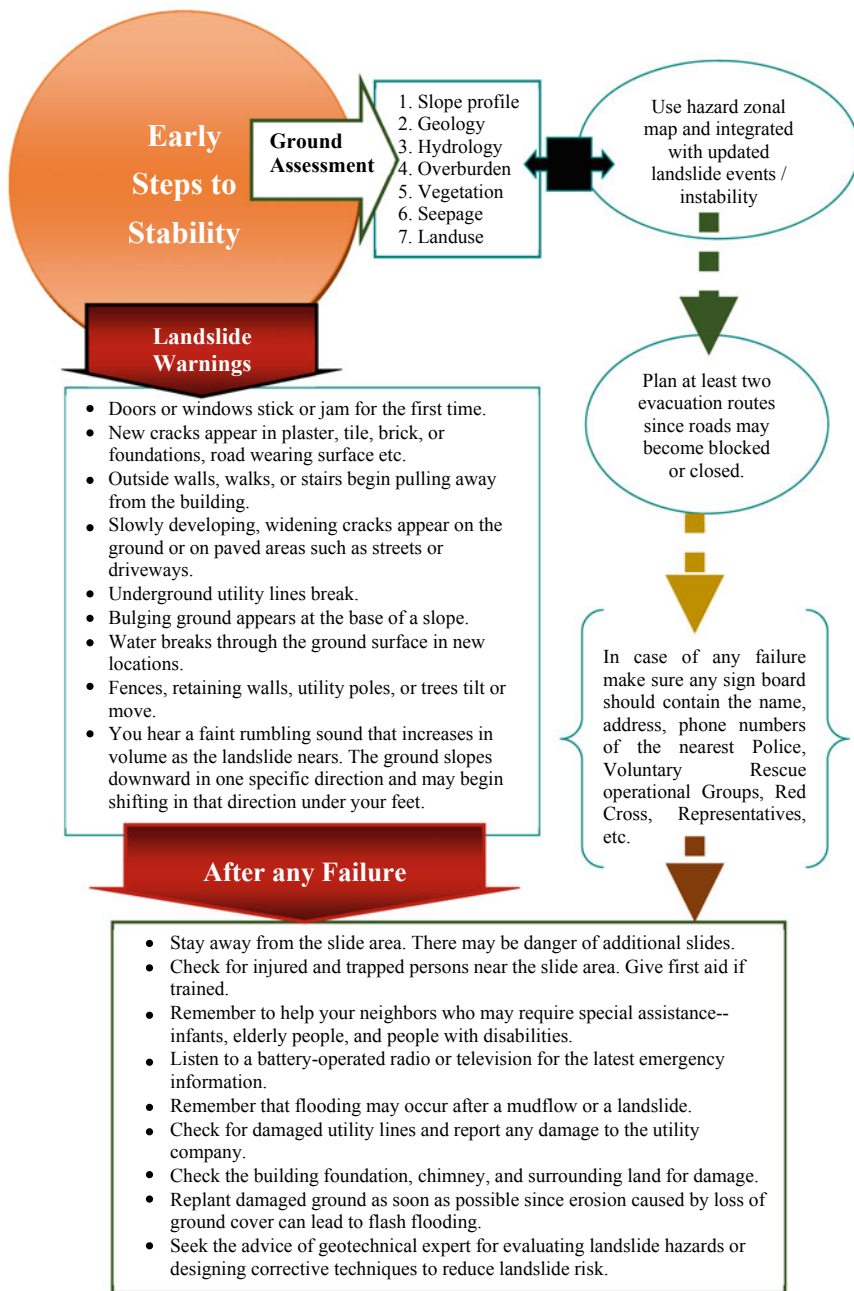 Early
Steps to
Stability
Ground
Assessment
1. Slope profile
2. Geology
3. Hydrology
4. Overburden
5. Vegetation
6. Seepage
7. Landuse
Use hazard zonal
map and integrated
with updated
landslide events /
instability
Landslide
Warnings
• Doors or windows stick or jam for the first time.
• New cracks appear in plaster, tile, brick, or
foundations, road wearing surface etc.
• Outside walls, walks, or stairs begin pulling away
from the building.
• Slowly developing, widening cracks appear on the
ground or on paved areas such as streets or
driveways.
• Underground utility lines break.
• Bulging ground appears at the base of a slope.
• Water breaks through the ground surface in new
locations.
• Fences, retaining walls, utility poles, or trees tilt or
move.
• You hear a faint rumbling sound that increases in
volume as the landslide nears. The ground slopes
downward in one specific direction and may begin
shifting in that direction under your feet.
Plan at least two
evacuation routes
since roads may
become blocked
or closed.
In case of any failure
make sure any sign board
should contain the name,
address, phone numbers
of the nearest Police,
Voluntary Rescue
operational Groups, Red
Cross, Representatives,
etc.
After any Failure
• Stay away from the slide area. There may be danger of additional slides.
• Check for injured and trapped persons near the slide area. Give first aid if
trained.
• Remember to help your neighbors who may require special assistance--
infants, elderly people, and people with disabilities.
• Listen to a battery-operated radio or television for the latest emergency
information.
• Remember that flooding may occur after a mudflow or a landslide.
• Check for damaged utility lines and report any damage to the utility
company.
• Check the building foundation, chimney, and surrounding land for damage.
• Replant damaged ground as soon as possible since erosion caused by loss of
ground cover can lead to flash flooding.
• Seek the advice of geotechnical expert for evaluating landslide hazards or
designing corrective techniques to reduce landslide risk.